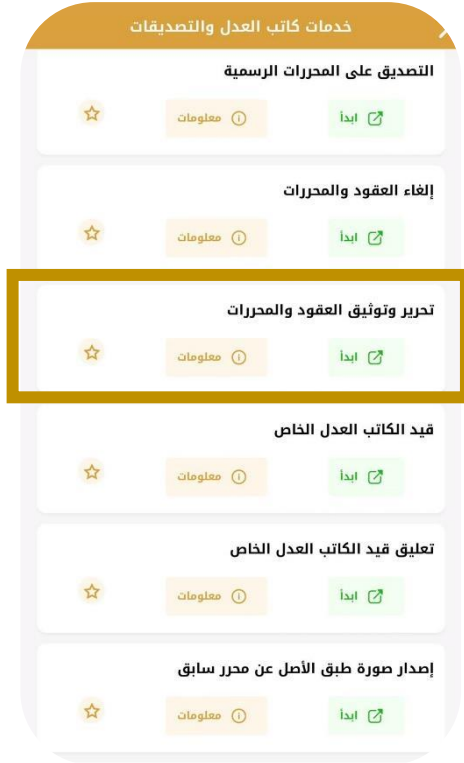 خدمات كاتب العدل والتصديقات
التصديق على المحررات الرسمية
ابدأ معلومات
إلغاء العقود والمحررات
ابدأ معلومات
تحرير وتوثيق العقود والمحررات
ابدأ معلومات
قيد الكاتب العدل الخاص
ابدأ معلومات
تعليق قيد الكاتب العدل الخاص
ابدأ معلومات
إصدار صورة طبق الأصل عن محرر سابق
ابدأ معلومات